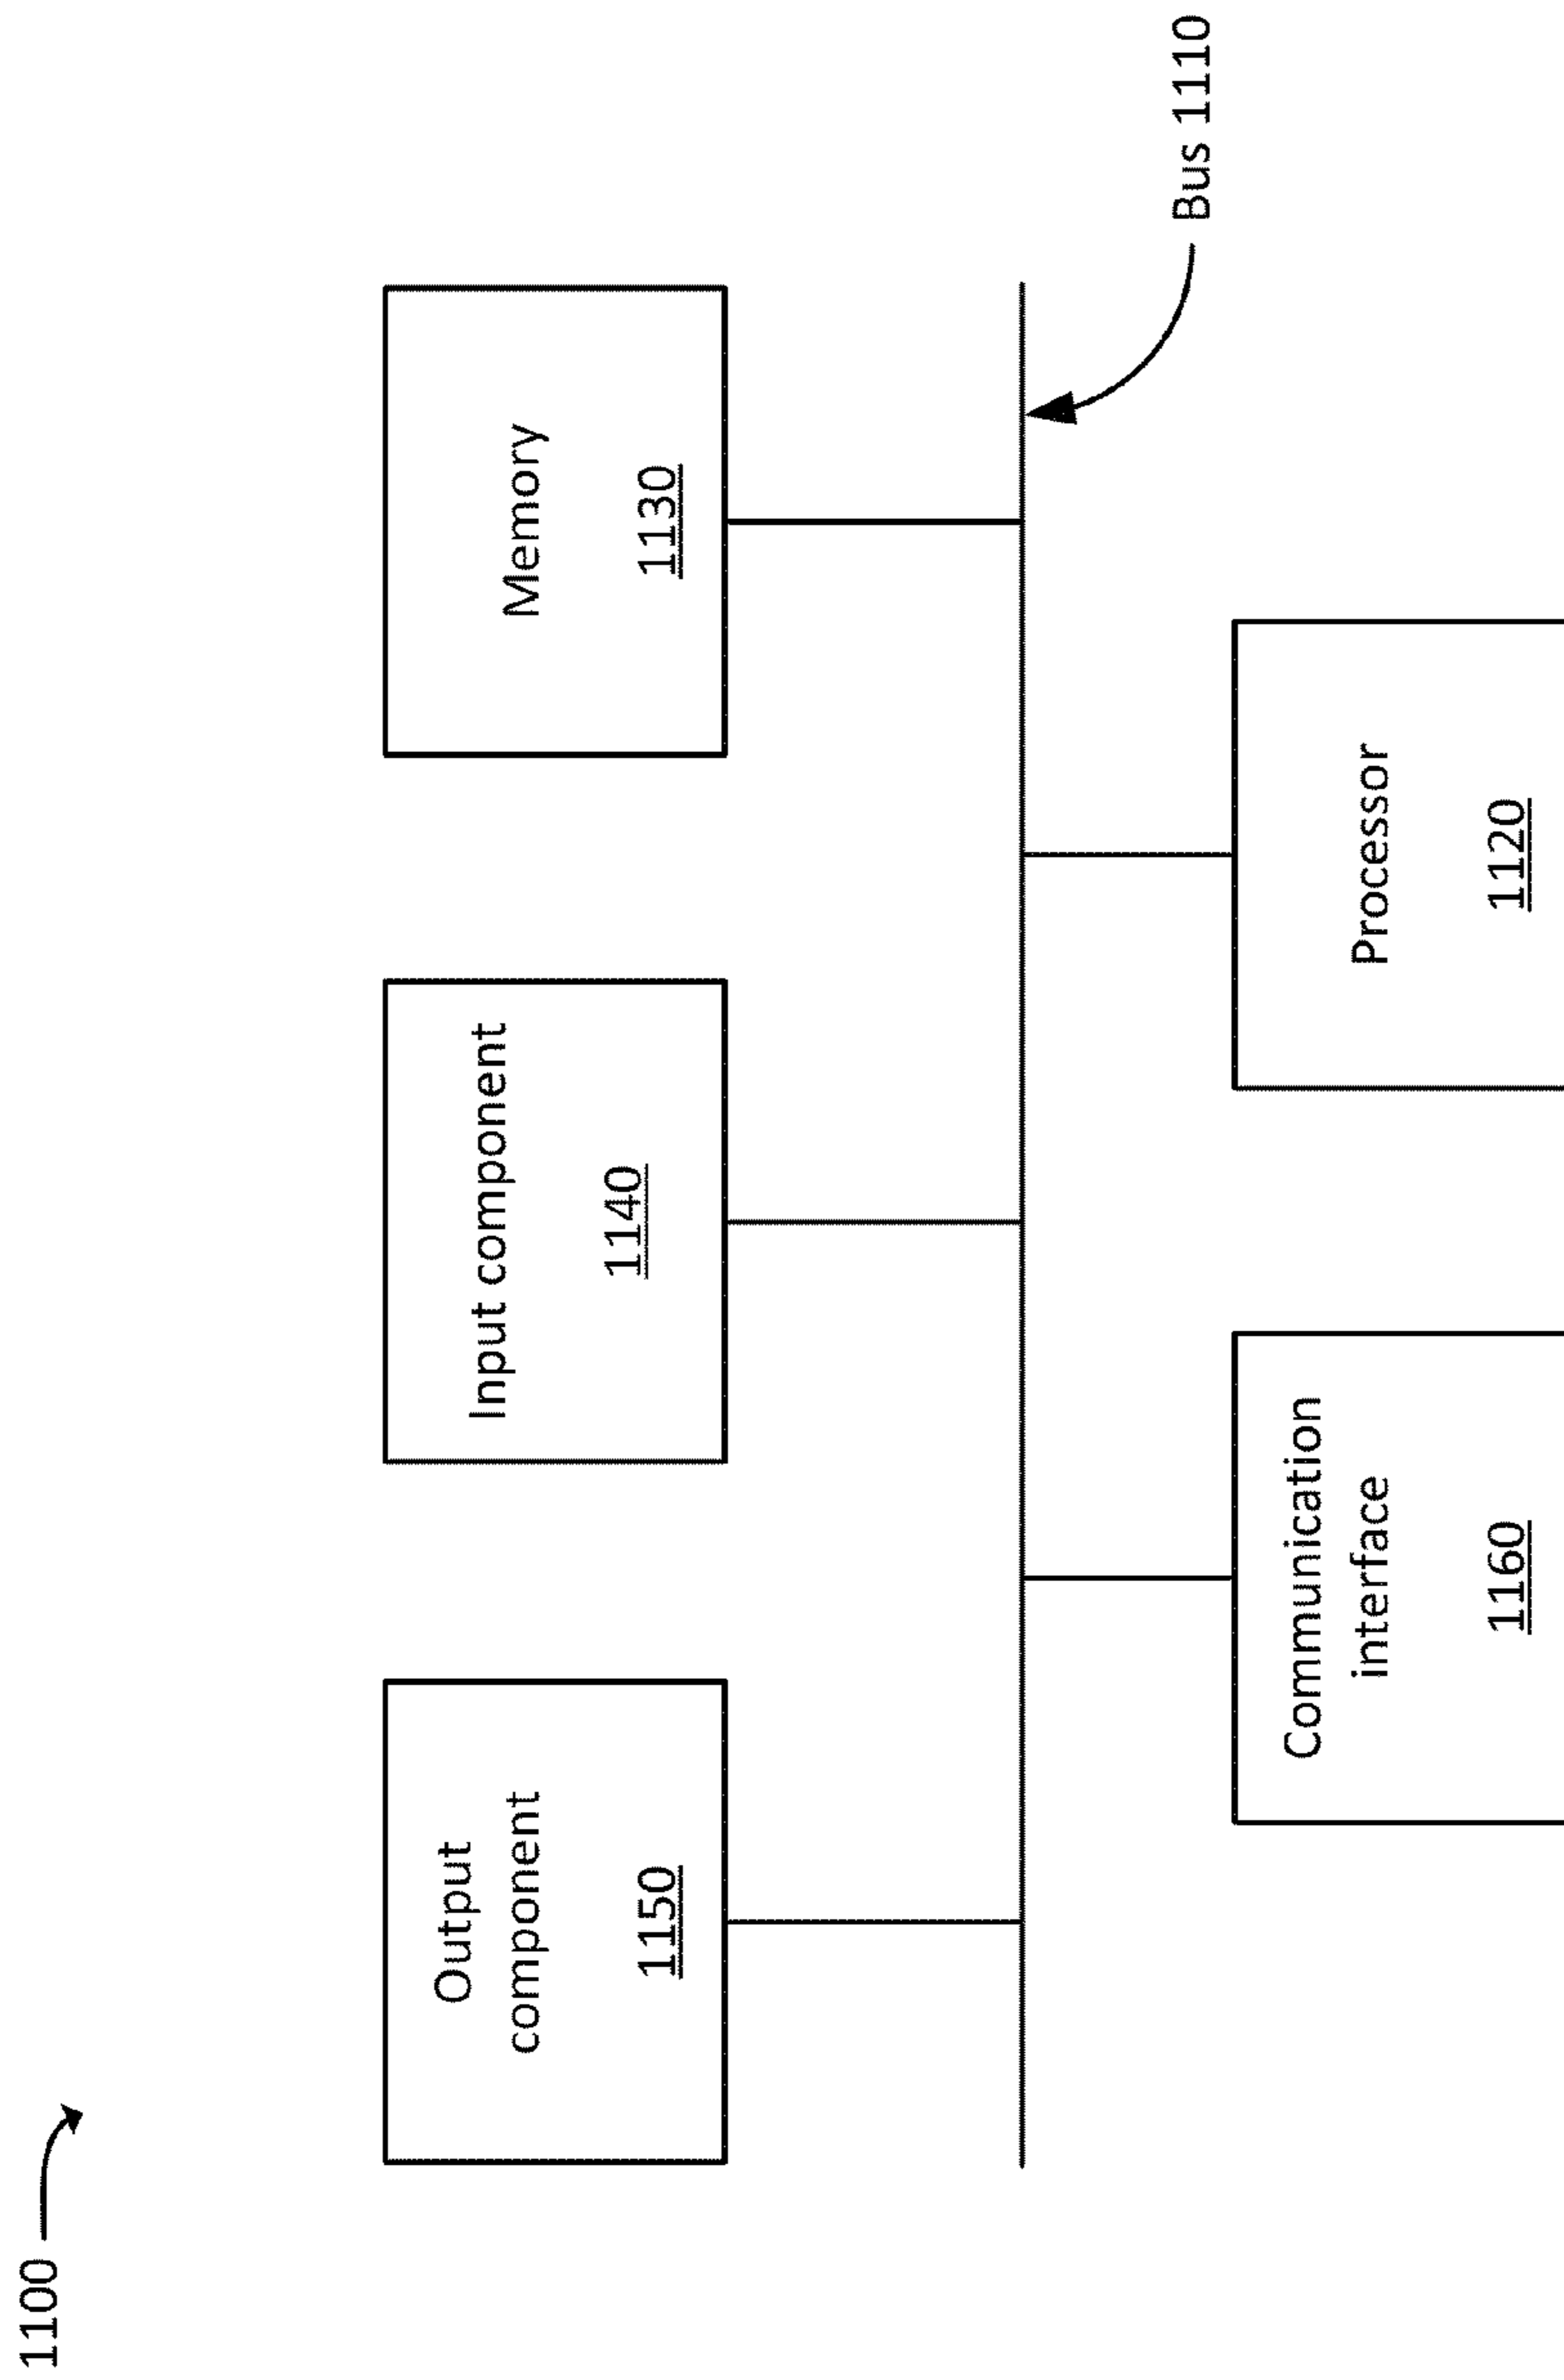 1100
Output
component
1150
Input component
1140
Memory
1130
Bus 1110
Communication
interface
1160
Processor
1120